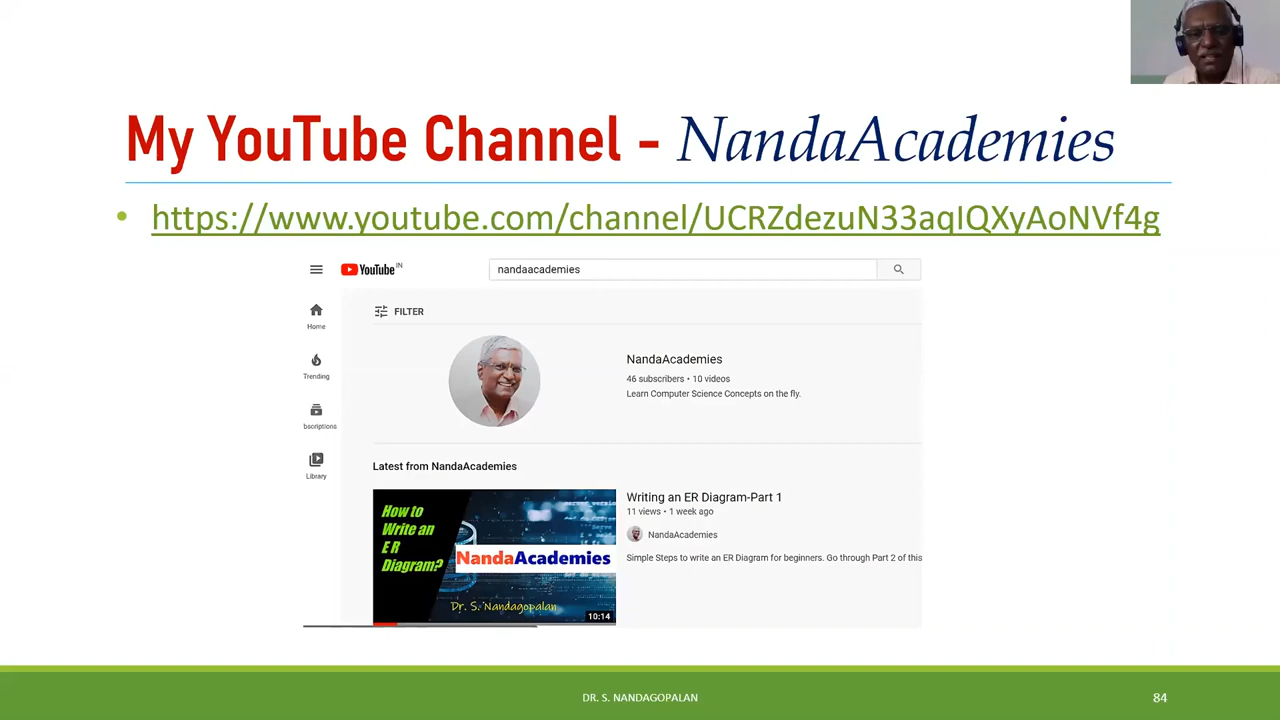 My YouTube Channel - NandaAcademies
• https://www.youtube.com/channel/UCRZdezuN33aqIQXyAoNVf4g
YouTube IN
nandaacademies
Home
Trending
bscriptions
Library
FILTER
NandaAcademies
46 subscribers • 10 videos
Learn Computer Science Concepts on the fly.
Latest from NandaAcademies
How to
Write an
E R
Diagram?
NandaAcademies
Dr. S. Nandagopalan
10:14
Writing an ER Diagram-Part 1
11 views • 1 week ago
NandaAcademies
Simple Steps to write an ER Diagram for beginners. Go through Part 2 of this
DR. S. NANDAGOPALAN
84